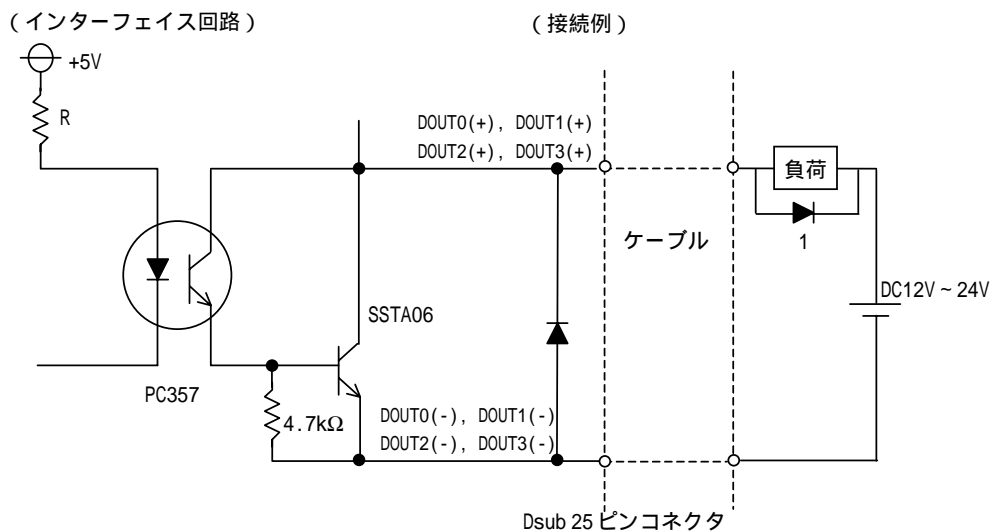 (インターフェイス回路)
(接続例)
+5V
R
DOUT0(+), DOUT1(+)
DOUT2(+), DOUT3(+)
負荷
1
ケーブル
DC12V~24V
SSTA06
PC357
4.7kΩ
DOUT0(-), DOUT1(-)
DOUT2(-), DOUT3(-)
Dsub 25 ピンコネクタ